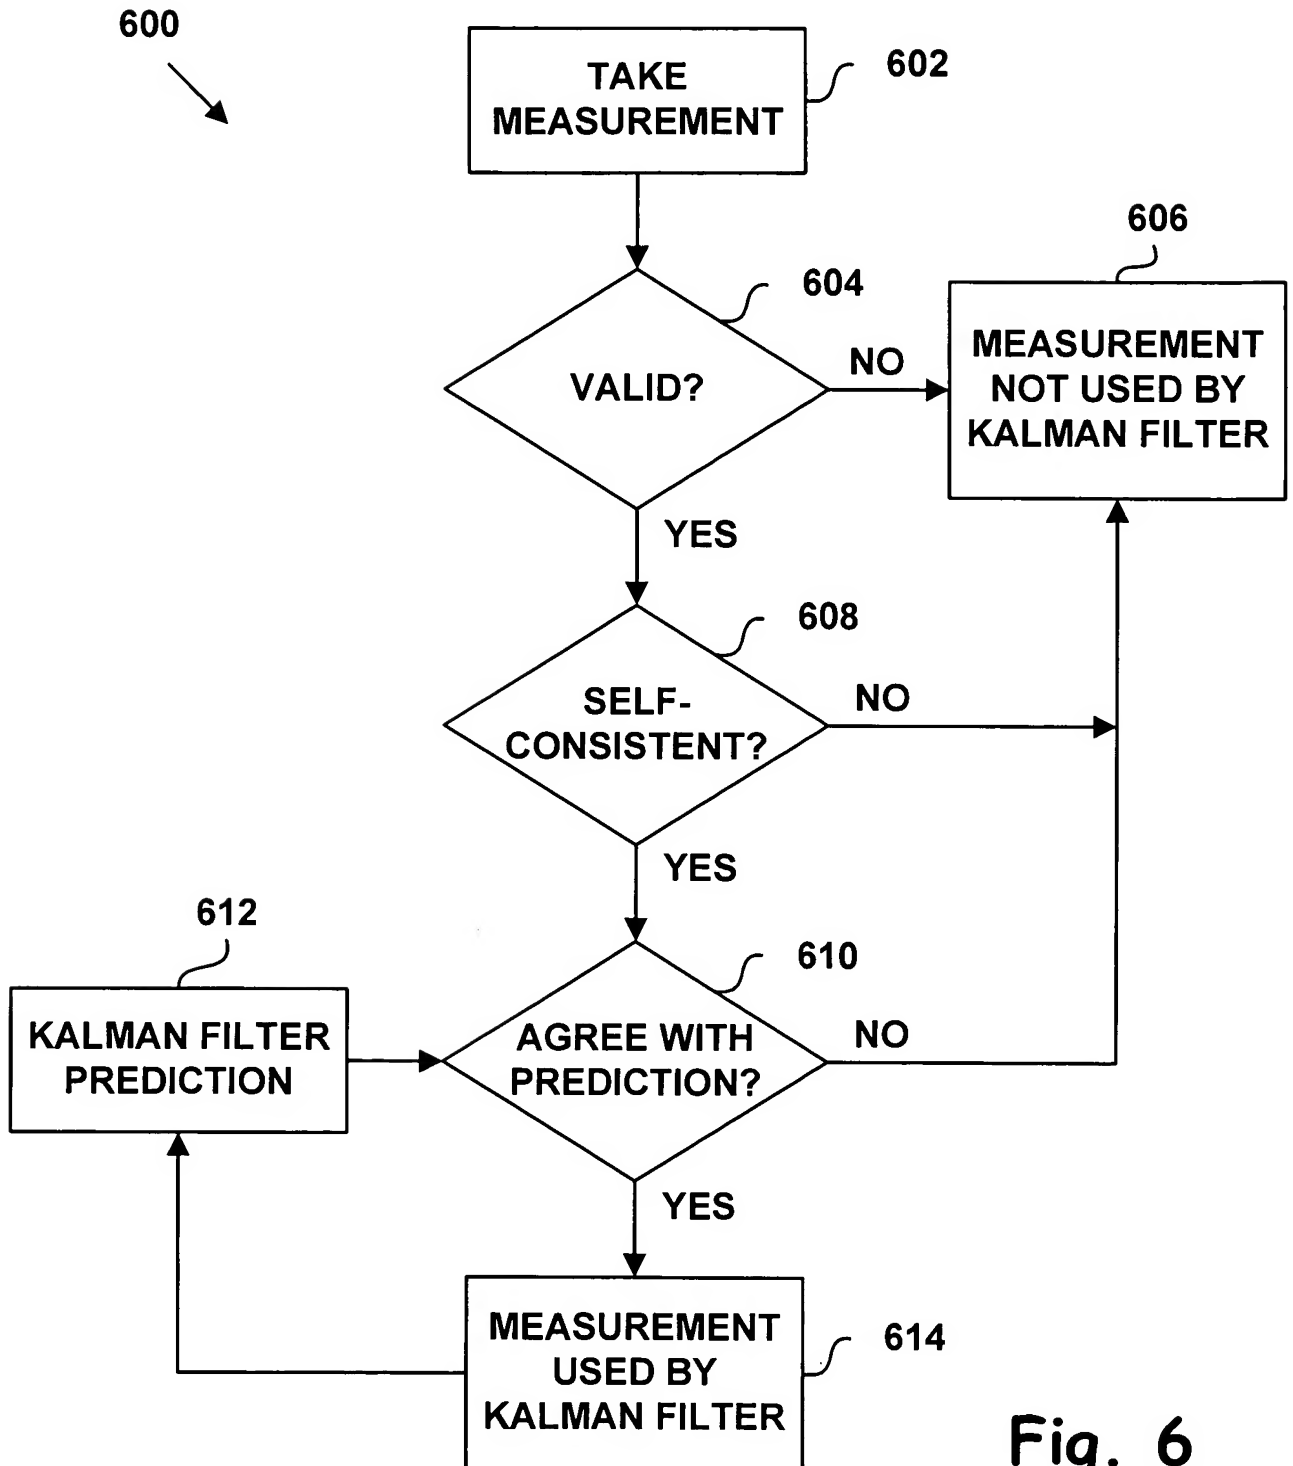 600
TAKE
MEASUREMENT
602
604
VALID?
NO
606
MEASUREMENT
NOT USED BY
KALMAN FILTER
YES
608
SELF-
CONSISTENT?
NO
YES
612
KALMAN FILTER
PREDICTION
610
AGREE WITH
PREDICTION?
NO
YES
MEASUREMENT
USED BY
KALMAN FILTER
614
Fig. 6